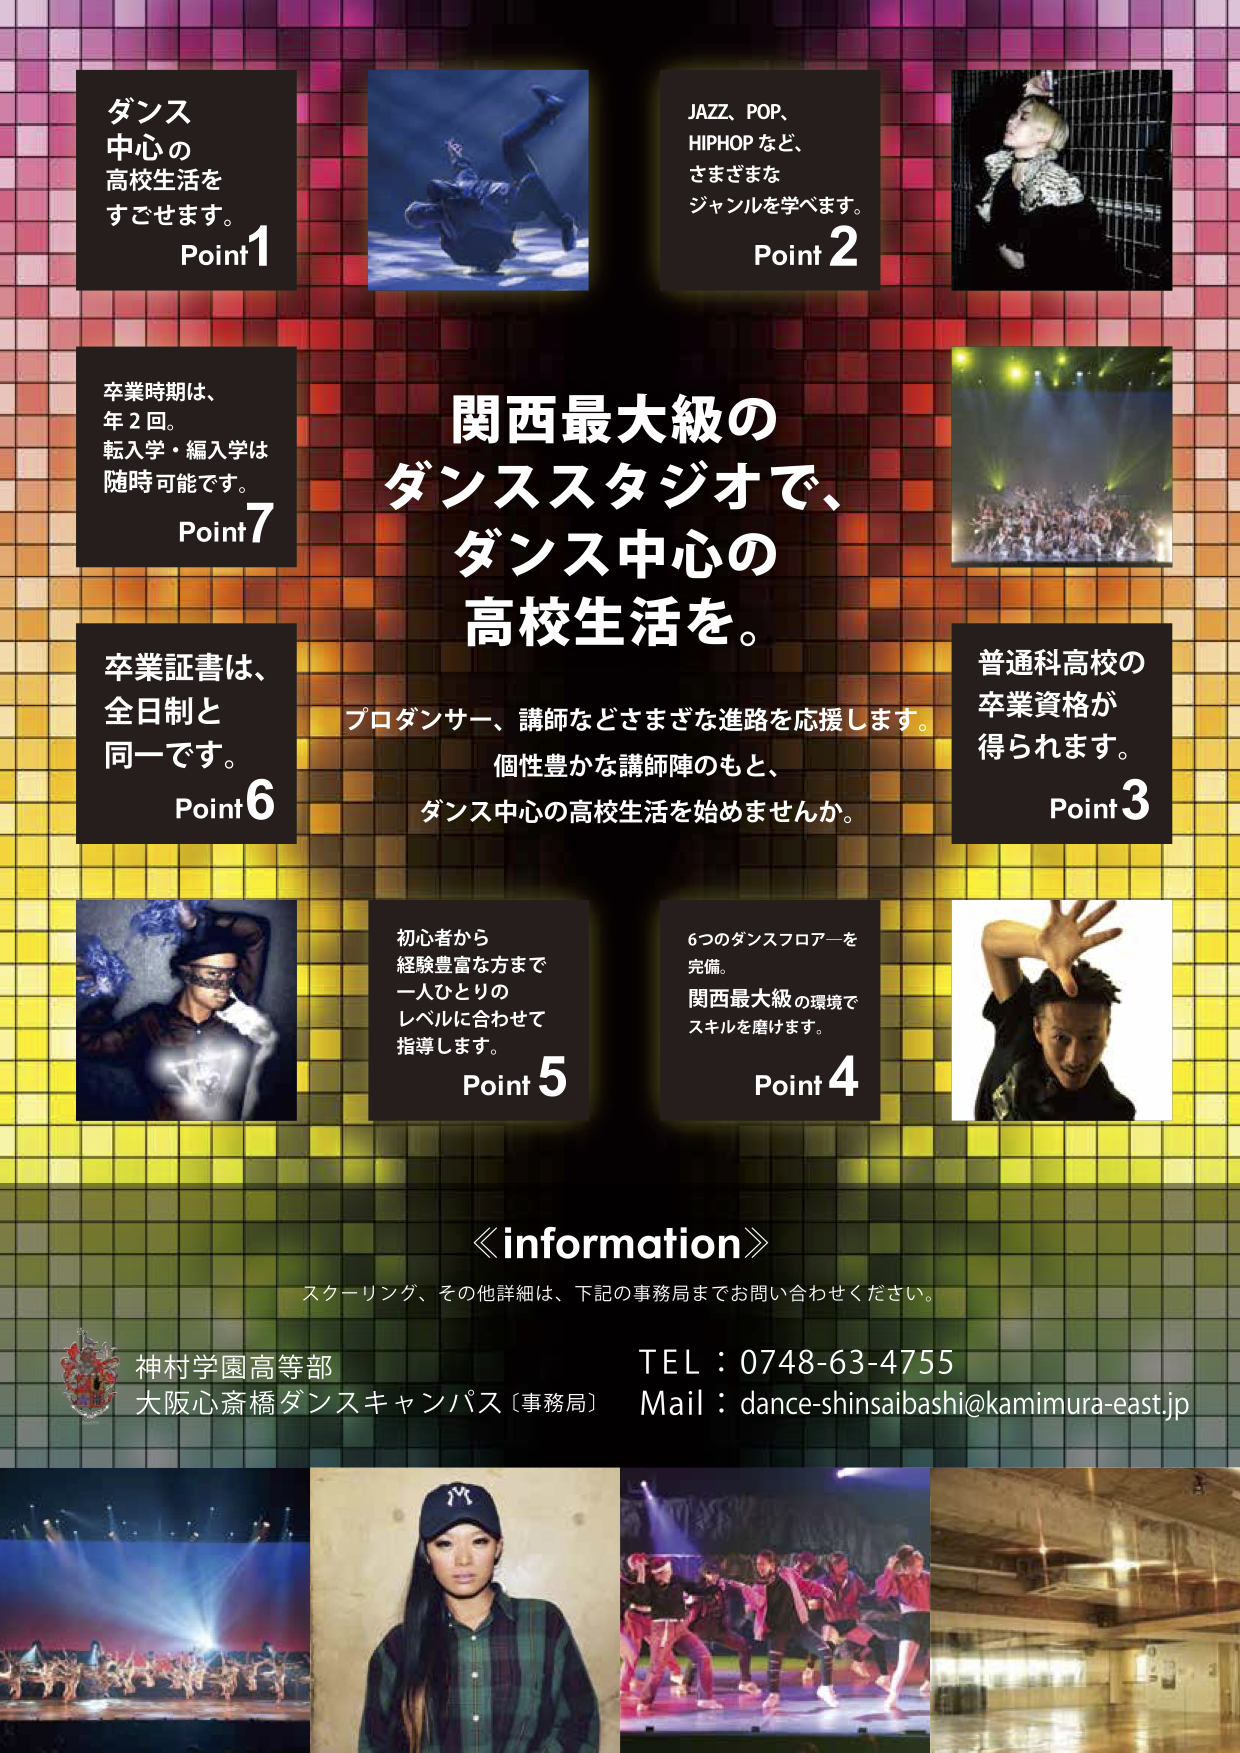 ダンス
中心の
高校生活を
すごせます。
Point1
JAZZ、POP、
HIPHOP など、
さまざまな
ジャンルを学べます。
Point 2
卒業時期は、
年2回。
転入学・編入学は
随時可能です。
Point7
関西最大級の
ダンススタジオで、
ダンス中心の
高校生活を。
卒業証書は、
全日制と
同一です。
Point6
プロダンサー、講師などさまざな進路を応援します。
個性豊かな講師陣のもと、
ダンス中心の高校生活を始めませんか。
普通科高校の
卒業資格が
得られます。
Point3
初心者から
経験豊富な方まで
一人ひとりの
レベルに合わせて
指導します。
Point 5
6つのダンスフロア―を
完備。
関西最大級の環境で
スキルを磨けます。
Point 4
《information》
スクーリング、その他詳細は、下記の事務局までお問い合わせください。
神村学園高等部
大阪心斎橋ダンスキャンパス〔事務局〕
TEL：0748-63-4755
Mail：dance-shinsaibashi@kamimura-east.jp